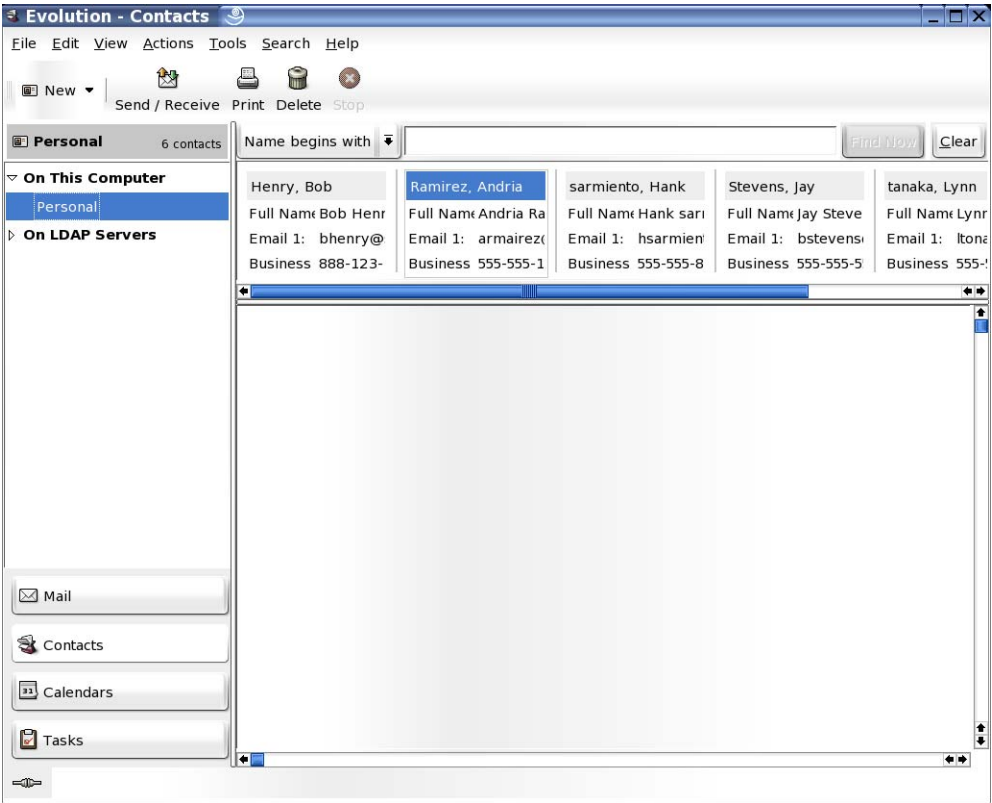 Evolution - Contacts
File Edit View Actions Tools Search Help
New Send / Receive Print Delete Stop
Personal 6 contacts
Name begins with Find Now Clear
On This Computer
Personal
On LDAP Servers
Henry, Bob
Full Name Bob Henr
Email 1: bhenry@
Business 888-123-
Ramirez, Andria
Full Name Andria Ra
Email 1: armairez(
Business 555-555-1
sarmiento, Hank
Full Name Hank sari
Email 1: hsarmien
Business 555-555-8
Stevens, Jay
Full Name Jay Steve
Email 1: bstevens
Business 555-555-5
tanaka, Lynn
Full Name Lynr
Email 1: ltona
Business 555-
Mail
Contacts
31 Calendars
Tasks